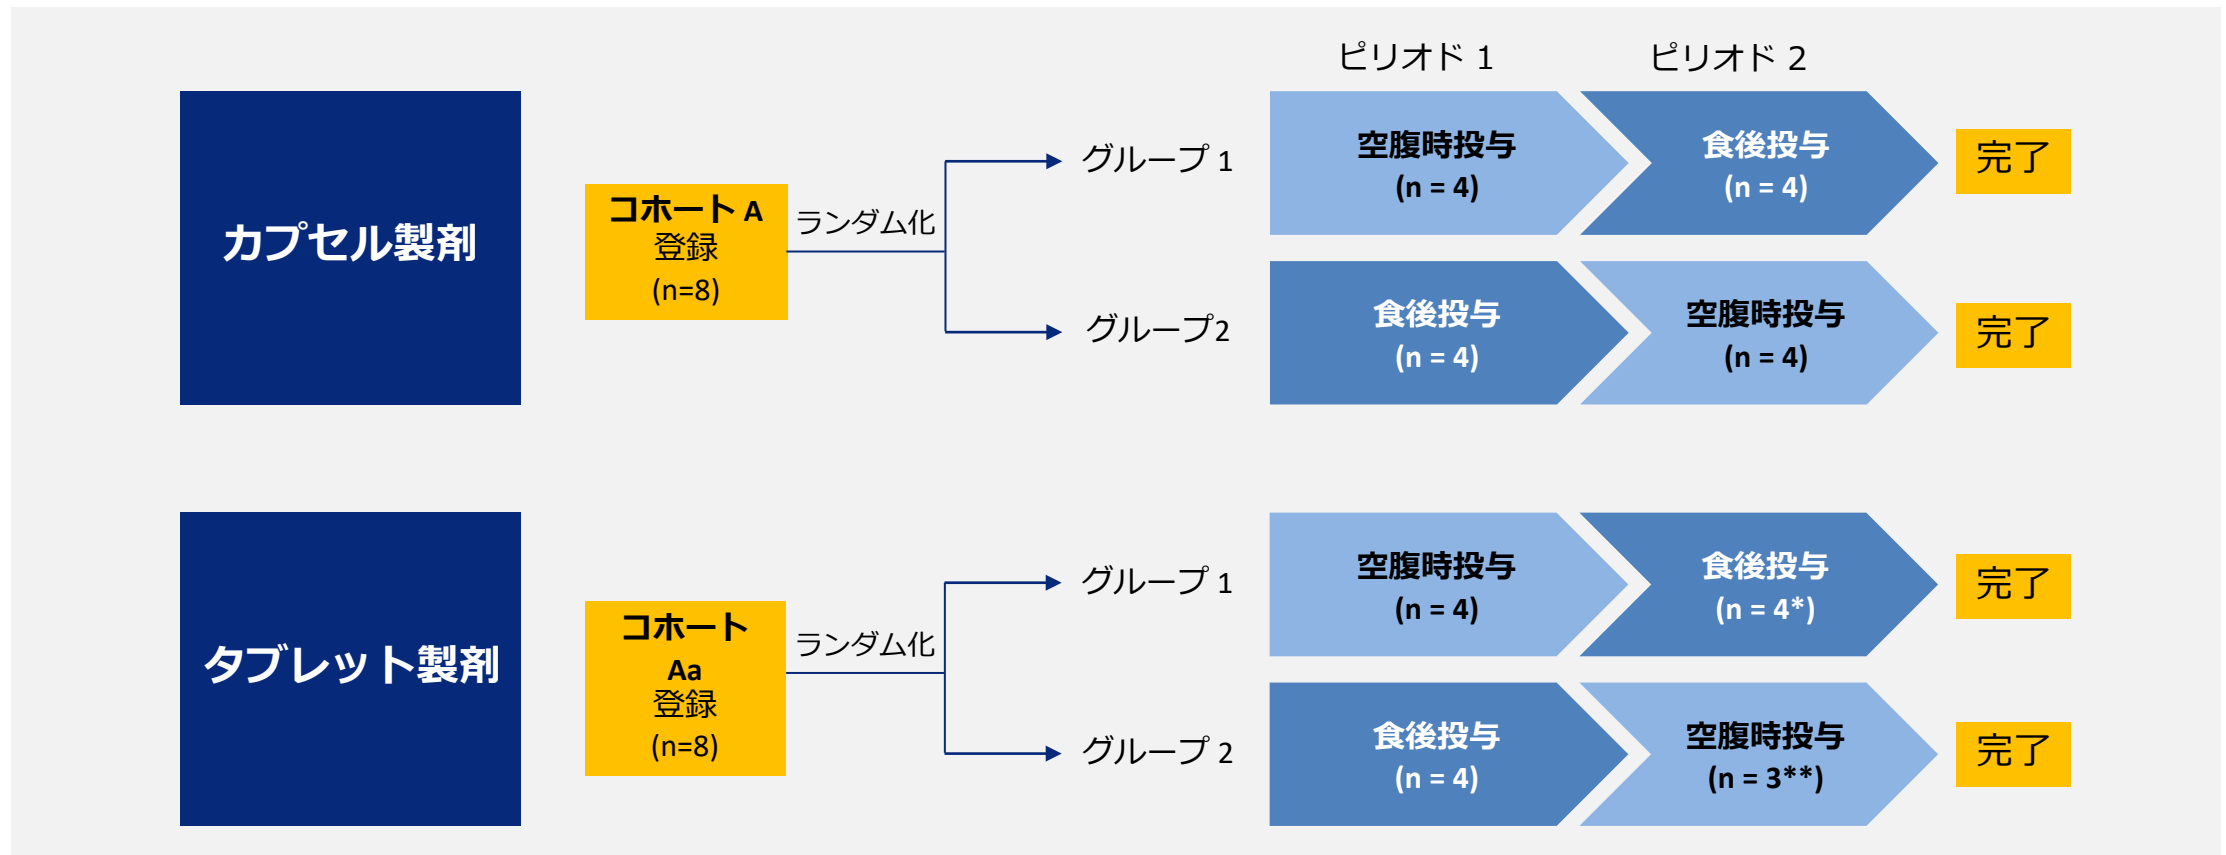 ピリオド 1
ピリオド 2
カプセル製剤
コホート A
登録
(n=8)
ランダム化
グループ 1
空腹時投与
(n = 4)
食後投与
(n = 4)
完了
グループ2
食後投与
(n = 4)
空腹時投与
(n = 4)
完了
タブレット製剤
コホート
Aa
登録
(n=8)
ランダム化
グループ 1
空腹時投与
(n = 4)
食後投与
(n = 4*)
完了
グループ 2
食後投与
(n = 4)
空腹時投与
(n = 3**)
完了